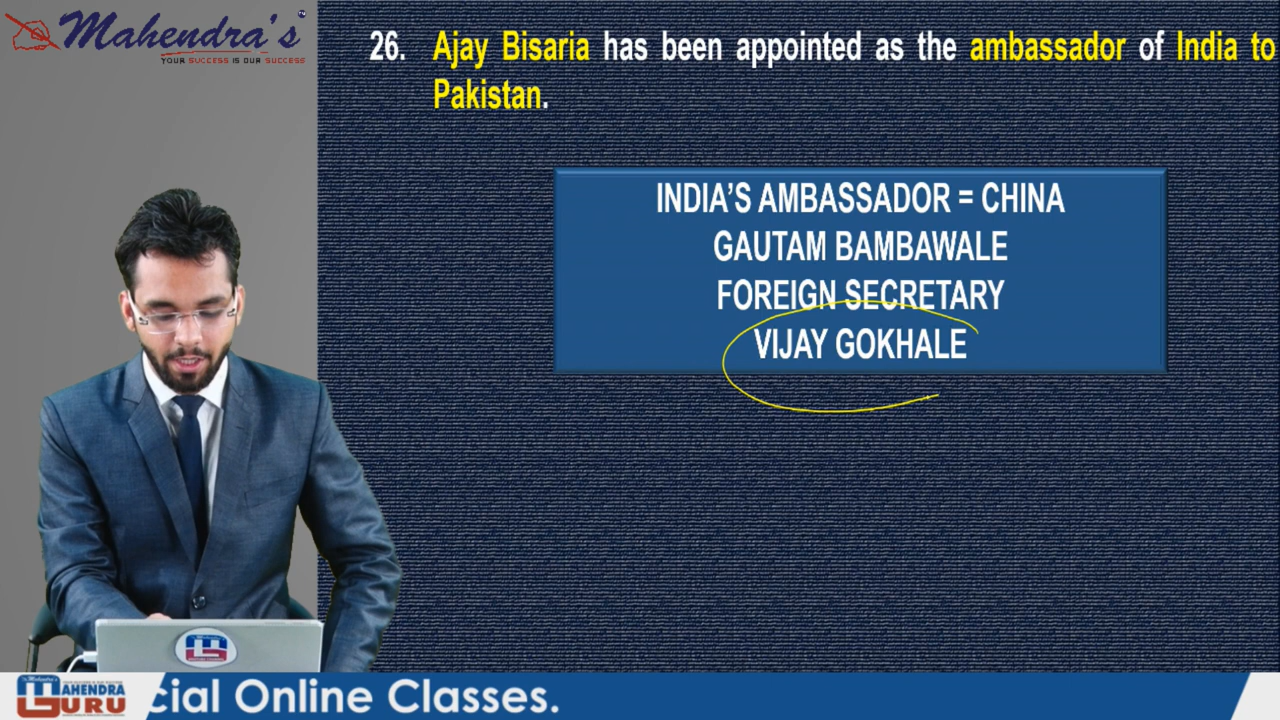 Mahendra's
YOUR SUCCESS IS OUR SUCCESS
26. Ajay Bisaria has been appointed as the ambassador of India to
Pakistan.
INDIA'S AMBASSADOR = CHINA
GAUTAM BAMBAWALE
FOREIGN SECRETARY
VIJAY GOKHALE
MAHENDRA
GURU
cial Online Classes.